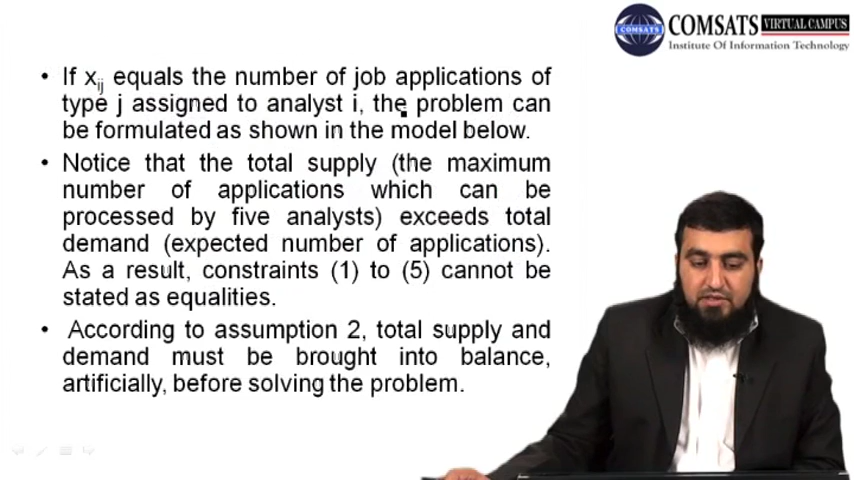 COMSATS VIRTUAL CAMPUS
COMSATS
Institute Of Information Technology
• If xij equals the number of job applications of
type j assigned to analyst i, the problem can
be formulated as shown in the model below.
• Notice that the total supply (the maximum
number of applications which can be
processed by five analysts) exceeds total
demand (expected number of applications).
As a result, constraints (1) to (5) cannot be
stated as equalities.
• According to assumption 2, total supply and
demand must be brought into balance,
artificially, before solving the problem.